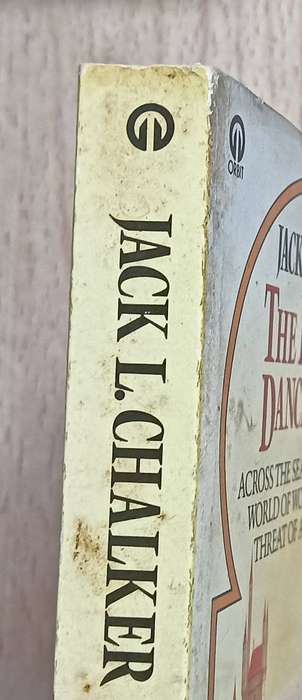 JACK L. CHALKER
ORBIT
JACK
THE
DANC
ACROSS THE SE
WORLD OF W
THREAT OF